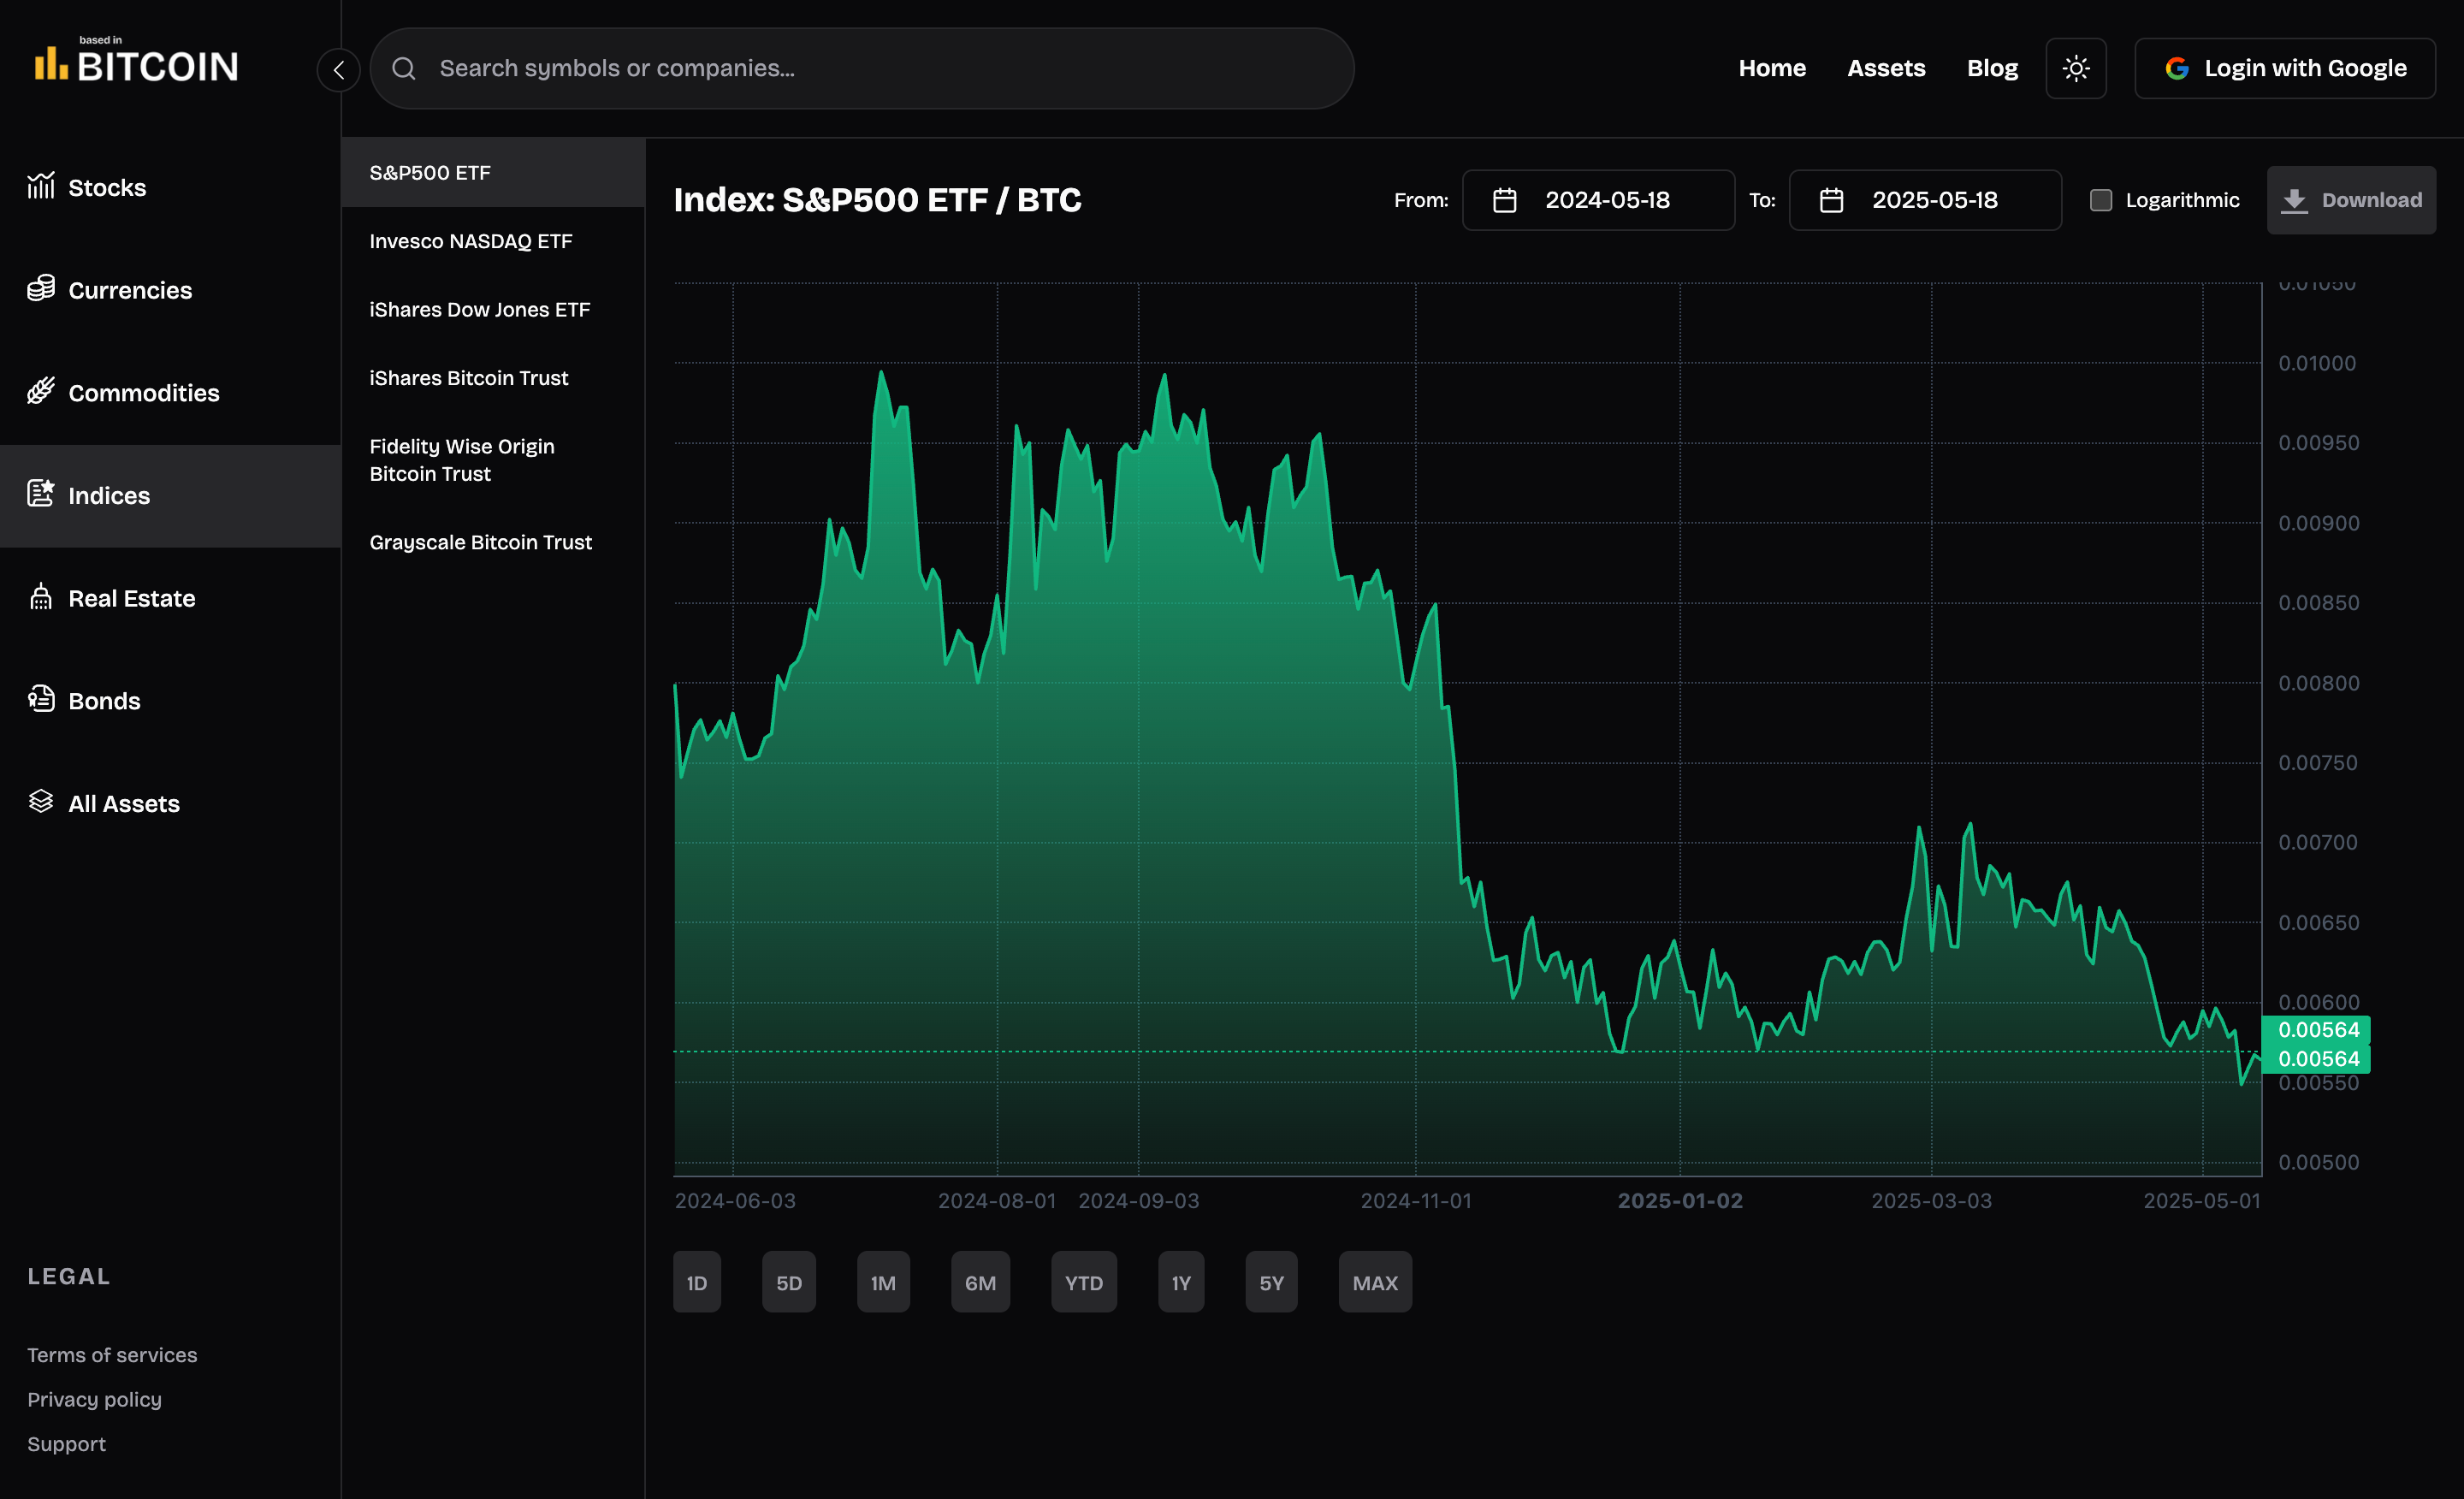 based in
BITCOIN
Search symbols or companies...
Home
Assets
Blog
Login with Google
Stocks
Currencies
Commodities
Indices
Real Estate
Bonds
All Assets
LEGAL
Terms of services
Privacy policy
Support
S&P500 ETF
Invesco NASDAQ ETF
iShares Dow Jones ETF
iShares Bitcoin Trust
Fidelity Wise Origin
Bitcoin Trust
Grayscale Bitcoin Trust
Index: S&P500 ETF / BTC
From:
2024-05-18
To:
2025-05-18
Logarithmic
Download
0.01050
0.01000
0.00950
0.00900
0.00850
0.00800
0.00750
0.00700
0.00650
0.00600
0.00564
0.00564
0.00550
0.00500
2024-06-03
2024-08-01
2024-09-03
2024-11-01
2025-01-02
2025-03-03
2025-05-01
1D
5D
1M
6M
YTD
1Y
5Y
MAX